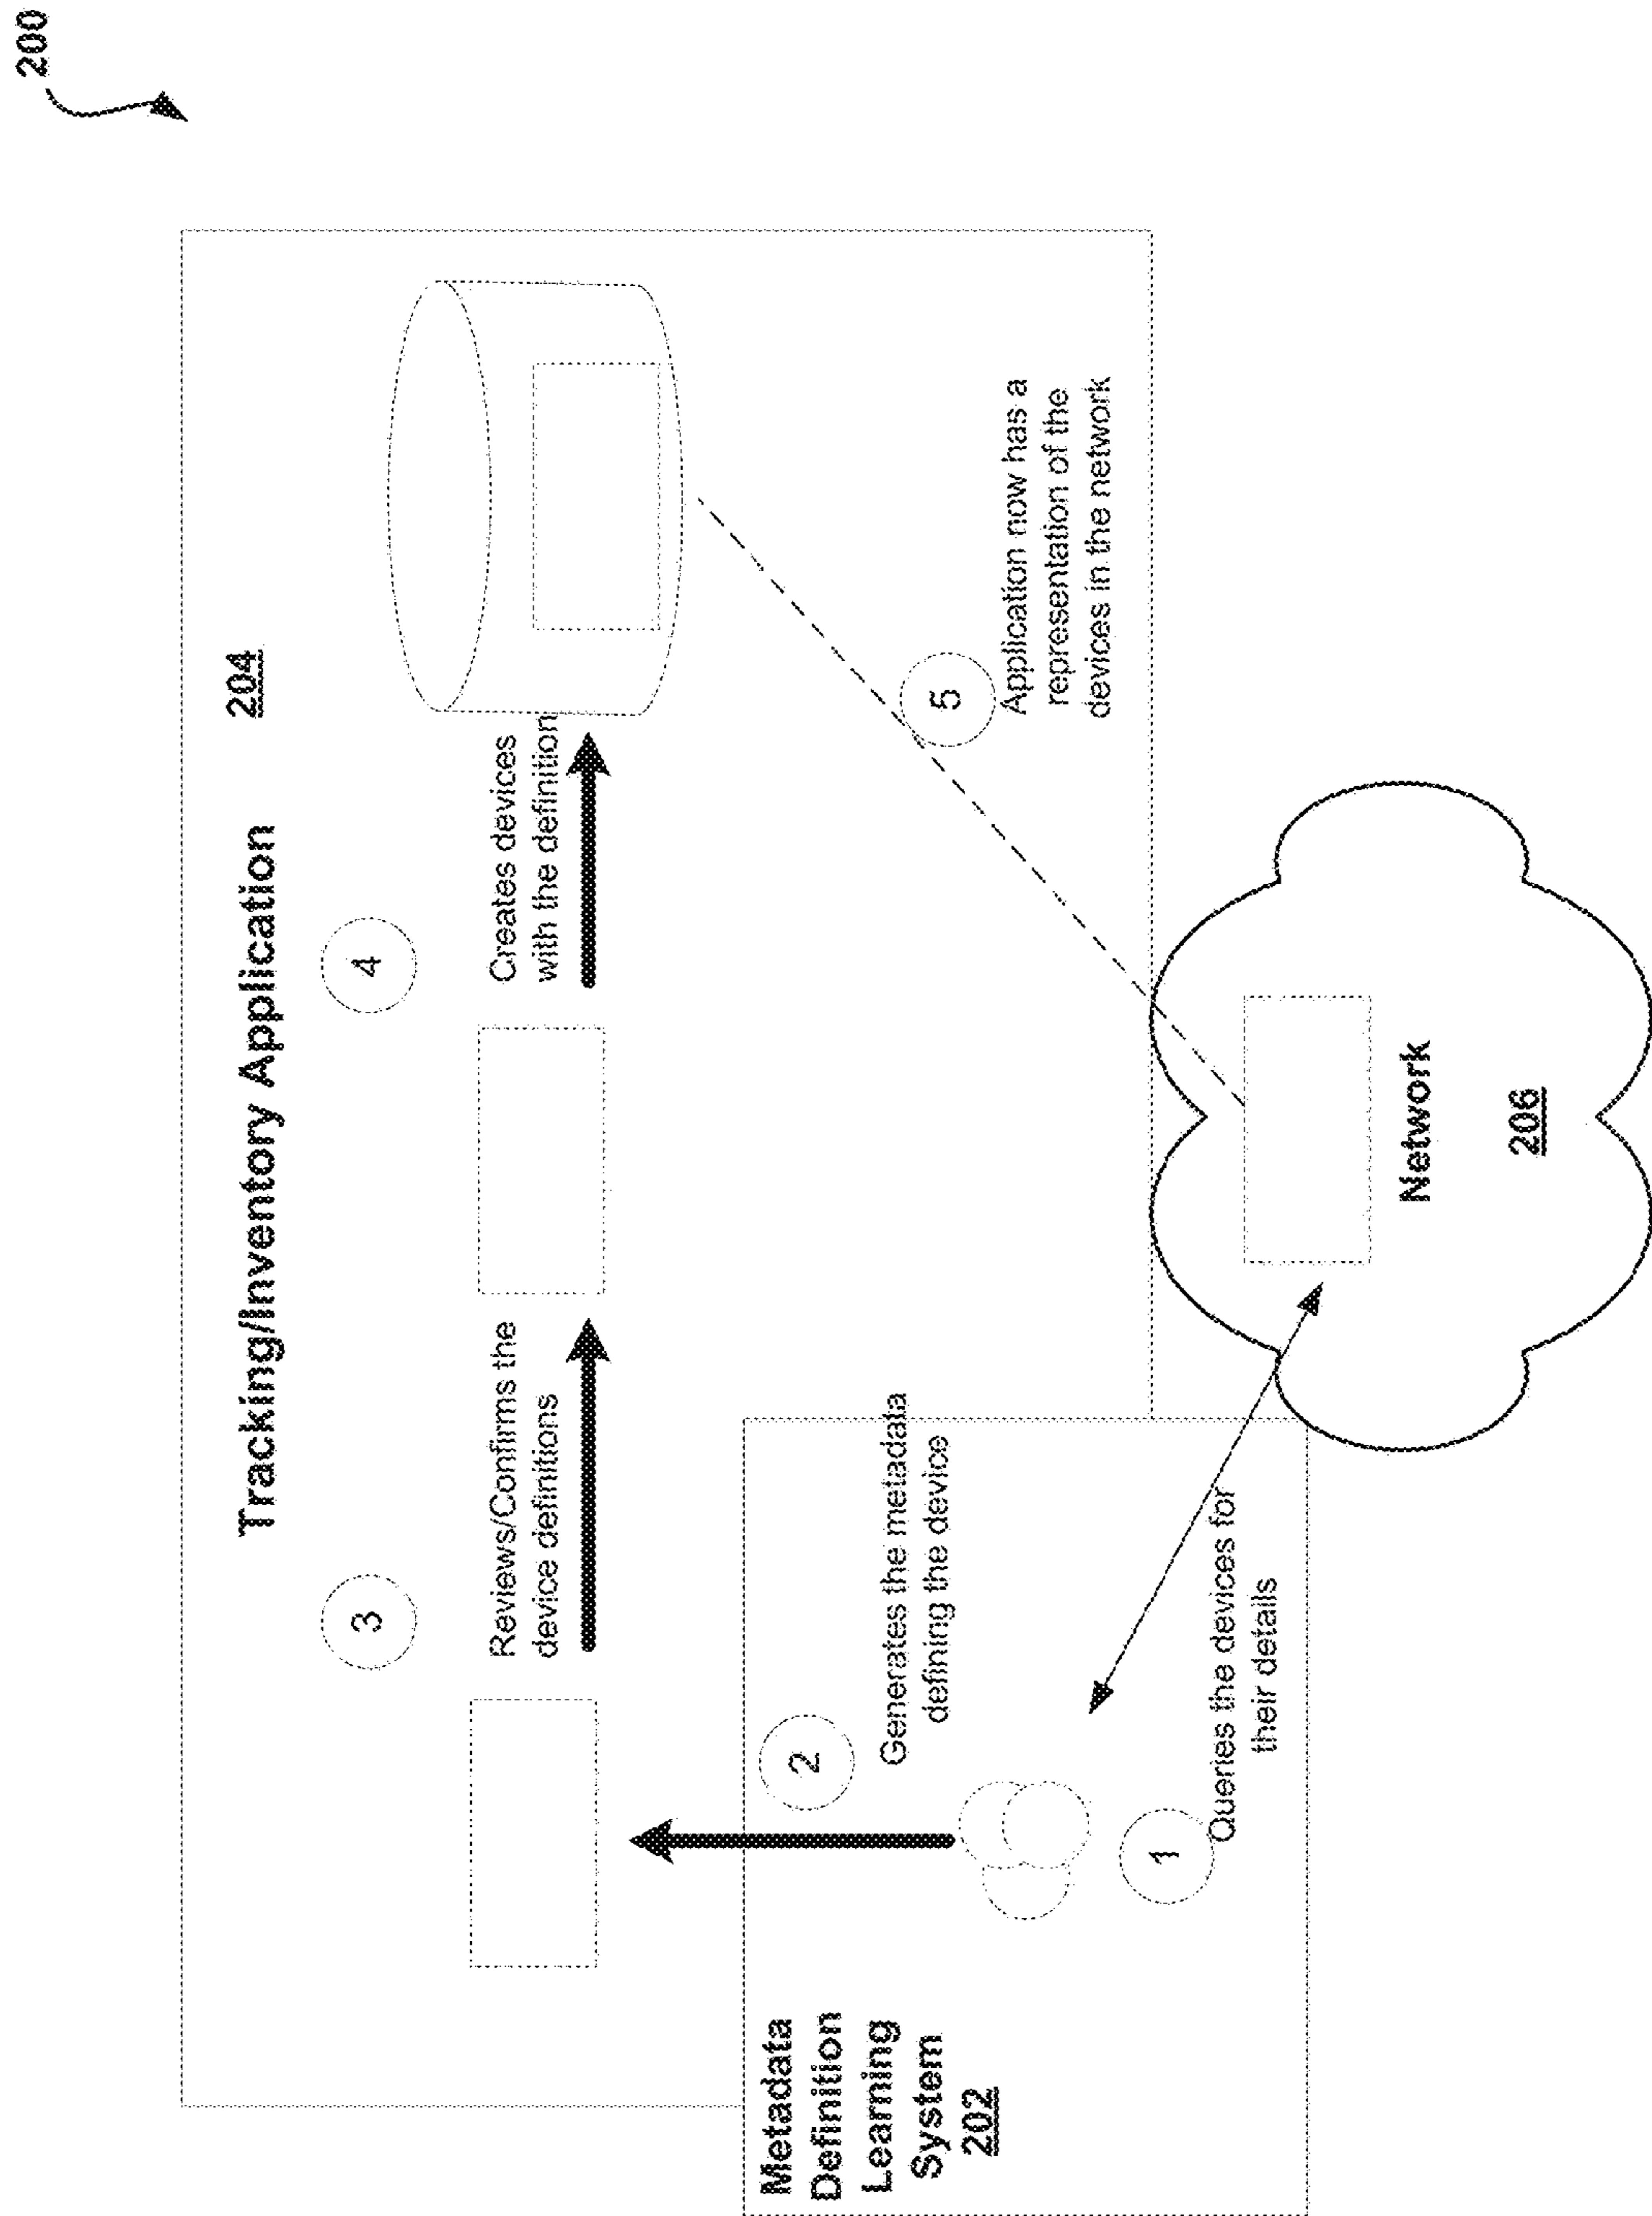 200
Tracking/Inventory Application
204
3
Reviews/Confirms the
device definitions
4
Creates devices
with the definition
Metadata
Definition
Learning
System
202
2
Generates the metadata
defining the device
1
Queries the devices for
their details
5
Application now has a
representation of the
devices in the network
Network
206